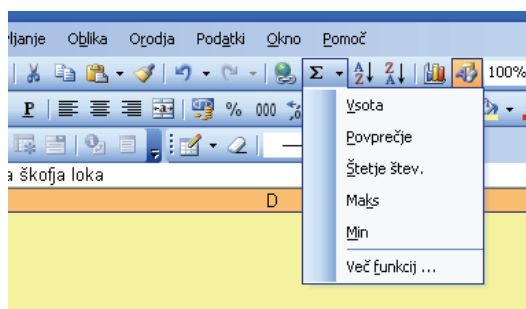 vljanje Oblika Orodja Podatki Okno Pomoč
Σ A Z Z A 100%
P % 000
Vsota
Povprečje
Štetje štev.
a škofja loka
Maks
D
Min
Več funkcij ...